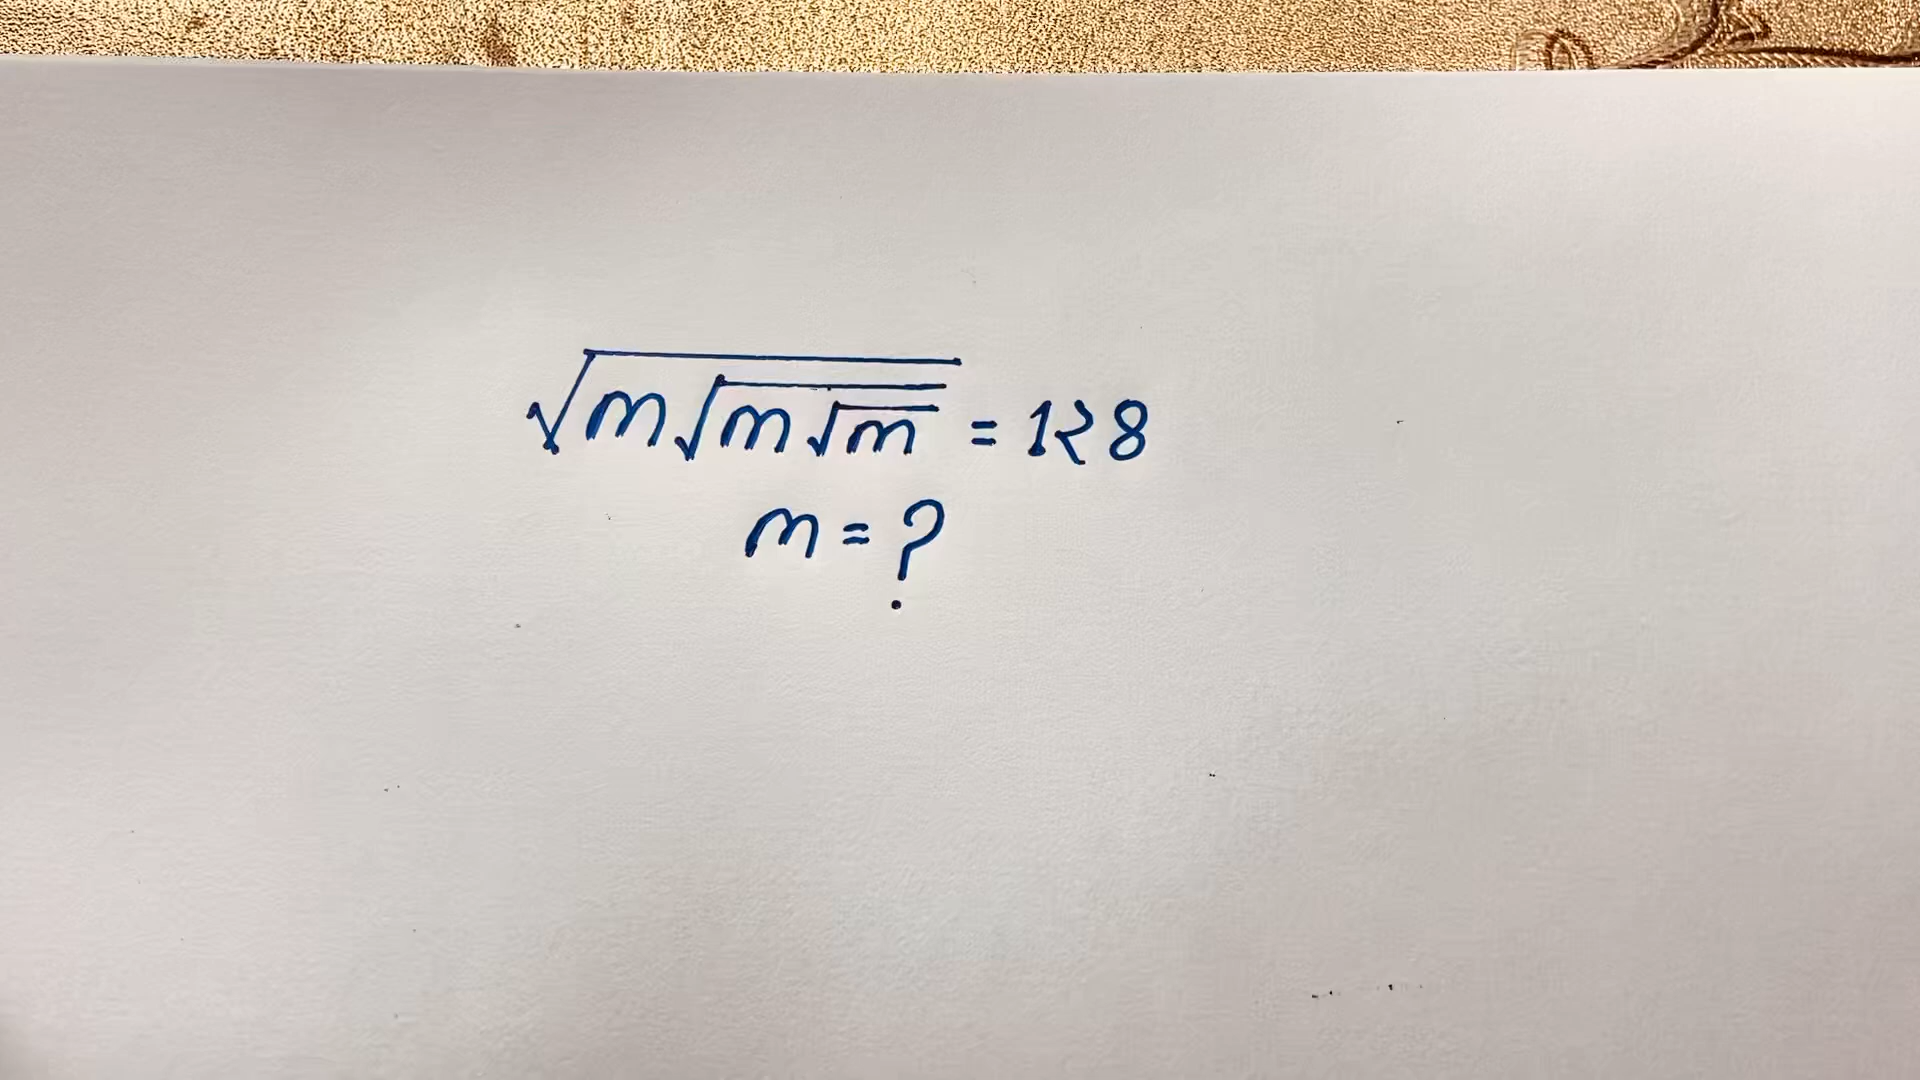 √m√m√m = 128
m = ?